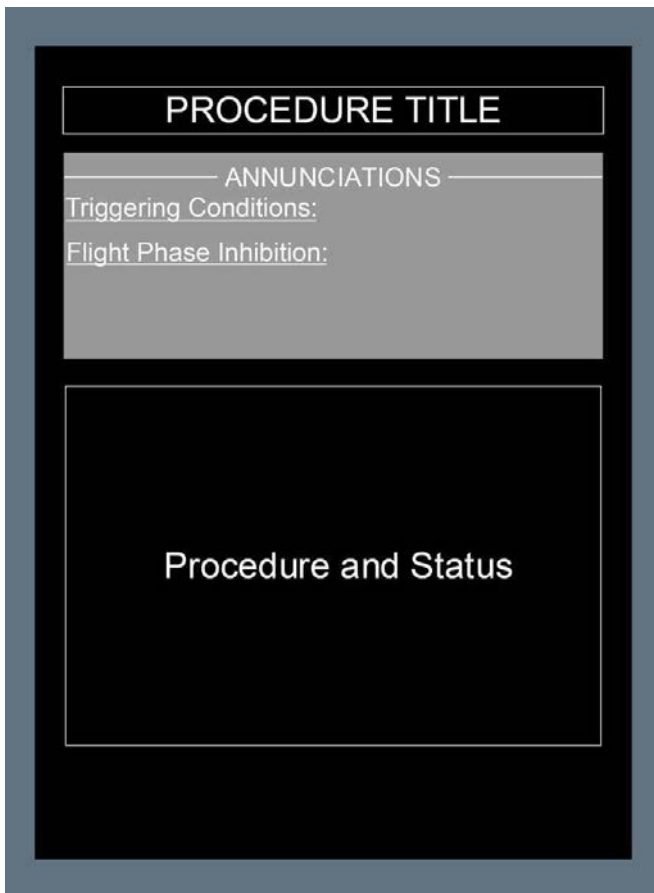 PROCEDURE TITLE
ANNUNCIATIONS
Triggering Conditions:
Flight Phase Inhibition:
Procedure and Status